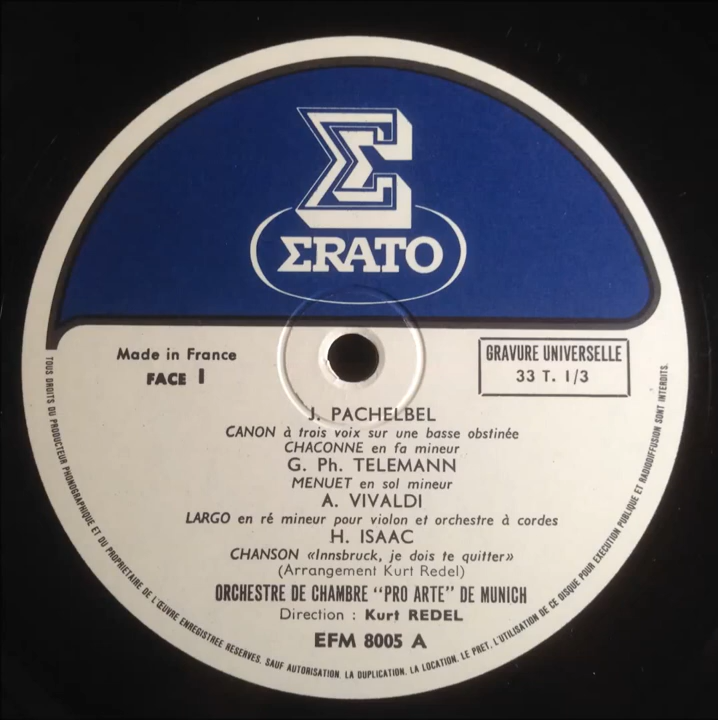 Σ
ΣRATO
Made in France
FACE 1
GRAVURE UNIVERSELLE
33 T. 1/3
J. PACHELBEL
CANON à trois voix sur une basse obstinée
CHACONNE en fa mineur
G. Ph. TELEMANN
MENUET en sol mineur
A. VIVALDI
LARGO en ré mineur pour violon et orchestre à cordes
H. ISAAC
CHANSON «Innsbruck, je dois te quitter»
(Arrangement Kurt Redel)
ORCHESTRE DE CHAMBRE "PRO ARTE" DE MUNICH
Direction : Kurt REDEL
EFM 8005 A
TOUS DROITS DU PRODUCTEUR PHONOGRAPHIQUE ET DU PROPRIETAIRE DE L'ŒUVRE ENREGISTREE RESERVES. SAUF AUTORISATION. LA DUPLICATION. LA LOCATION. LE PRET. L'UTILISATION DE CE DISQUE POUR EXECUTION PUBLIQUE ET RADIODIFFUSION SONT INTERDITS.